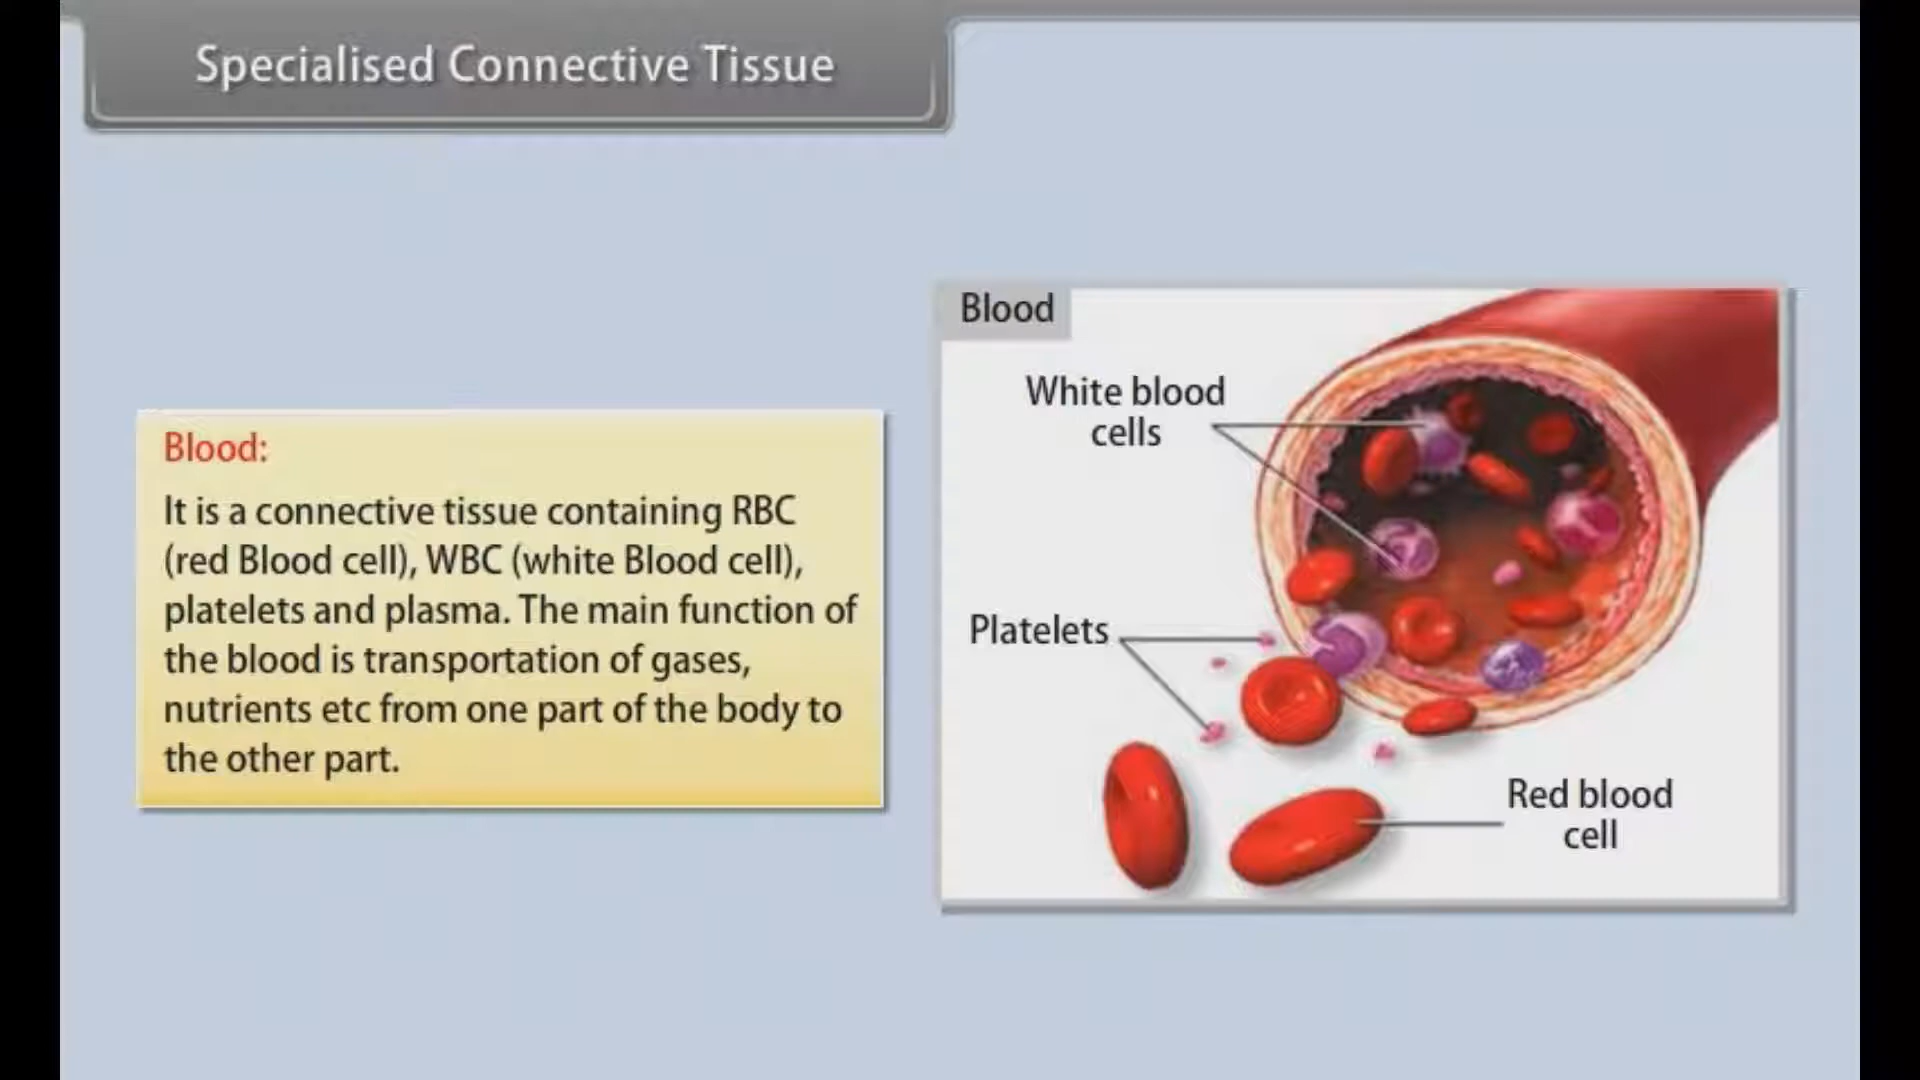 Specialised Connective Tissue
Blood:
It is a connective tissue containing RBC
(red Blood cell), WBC (white Blood cell),
platelets and plasma. The main function of
the blood is transportation of gases,
nutrients etc from one part of the body to
the other part.
Blood
White blood
cells
Platelets
Red blood
cell